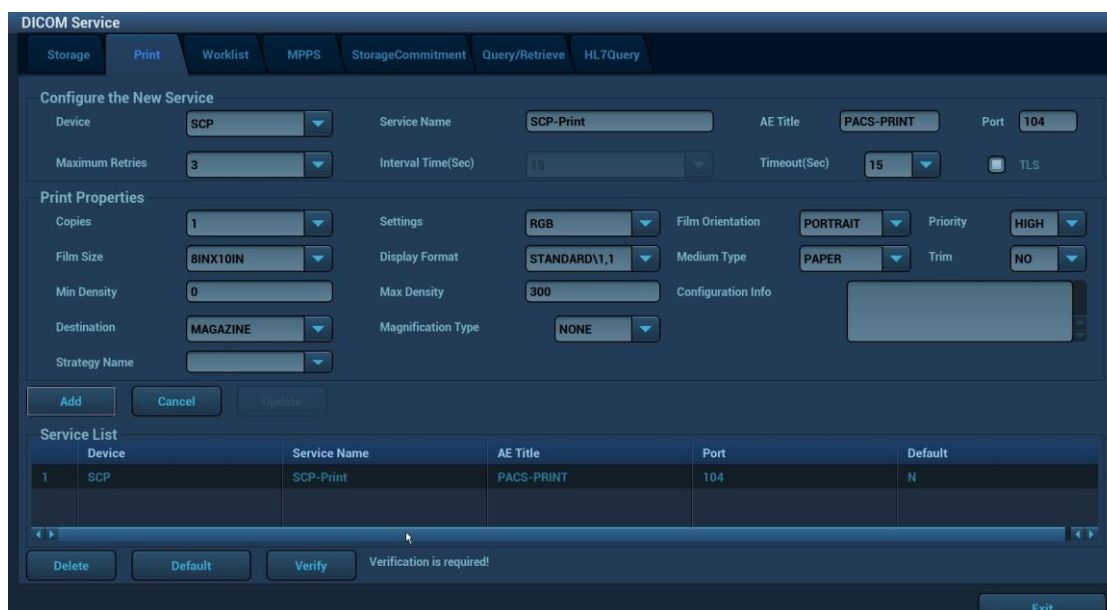 DICOM Service
Storage Print Worklist MPPS StorageCommitment Query/Retrieve HL7Query
Configure the New Service
Device SCP Service Name SCP-Print AE Title PACS-PRINT Port 104
Maximum Retries 3 Interval Time(Sec) 15 Timeout(Sec) 15 TLS
Print Properties
Copies 1 Settings RGB Film Orientation PORTRAIT Priority HIGH
Film Size 8INX10IN Display Format STANDARD\1,1 Medium Type PAPER Trim NO
Min Density 0 Max Density 300 Configuration Info
Destination MAGAZINE Magnification Type NONE
Strategy Name
Add Cancel Update
Service List
Device Service Name AE Title Port Default
1 SCP SCP-Print PACS-PRINT 104 N
Delete Default Verify Verification is required!
Exit